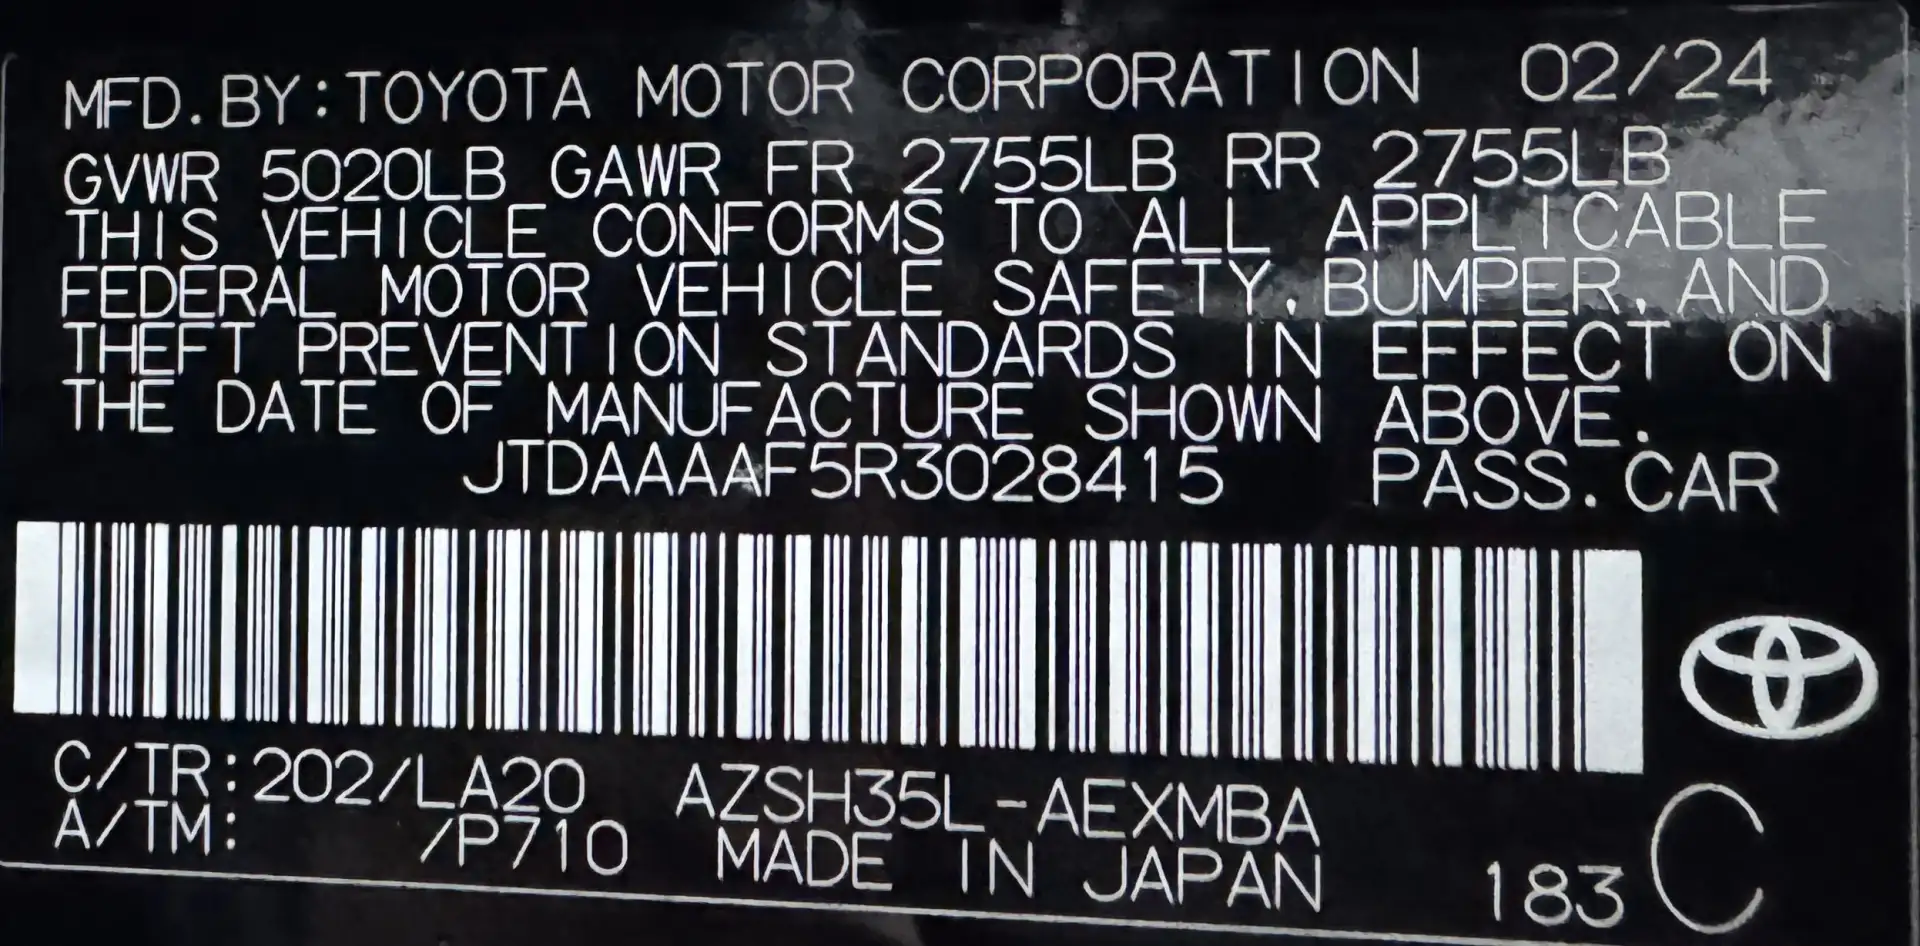 MFD.BY:TOYOTA MOTOR CORPORATION 02/24
GVWR 5020LB GAWR FR 2755LB RR 2755LB
THIS VEHICLE CONFORMS TO ALL APPLICABLE
FEDERAL MOTOR VEHICLE SAFETY, BUMPER, AND
THEFT PREVENTION STANDARDS IN EFFECT ON
THE DATE OF MANUFACTURE SHOWN ABOVE.
JTDAAAAF5R3028415 PASS.CAR
C/TR:202/LA20 AZSH35L-AEXMBA
A/TM: /P710 MADE IN JAPAN 183 C